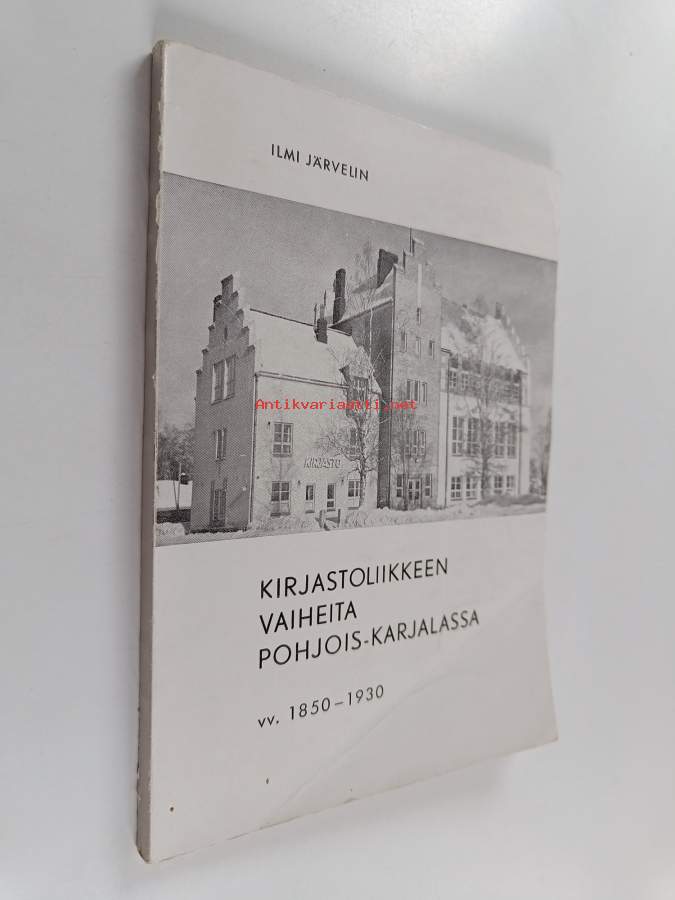 ILMI JÄRVELIN
Antikvariaatti.net
KIRJASTO
KIRJASTOLIIKKEEN
VAIHEITA
POHJOIS-KARJALASSA
vv. 1850–1930